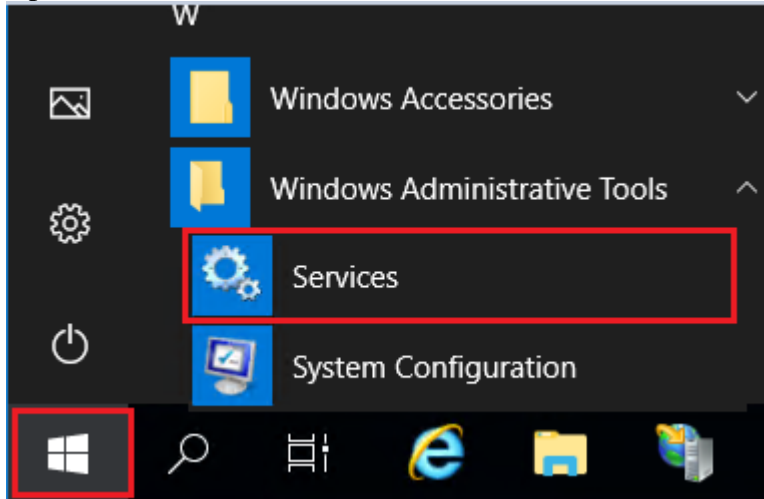 W
Windows Accessories
Windows Administrative Tools
Services
System Configuration